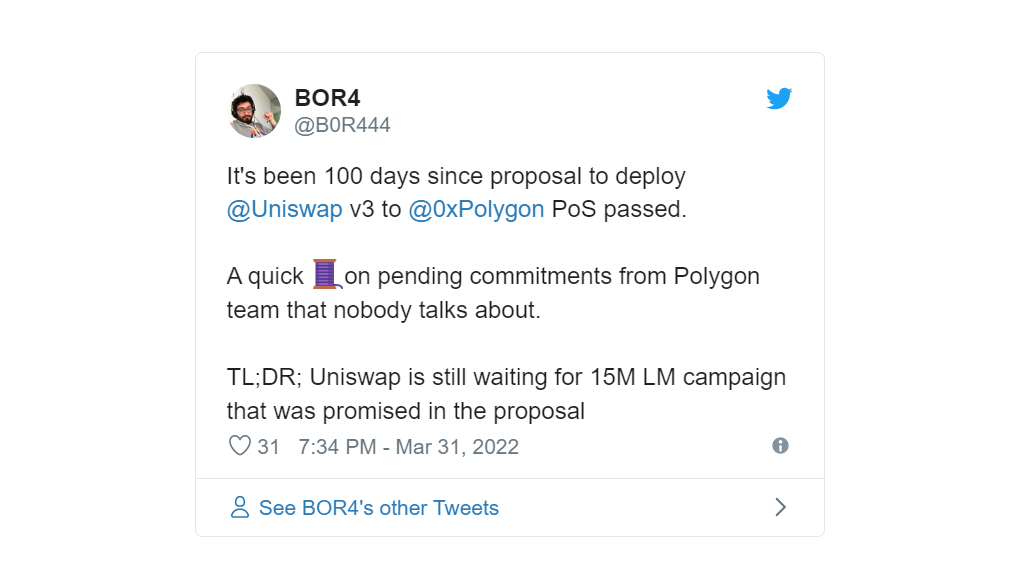 BOR4
@B0R444
It's been 100 days since proposal to deploy
@Uniswap v3 to @0xPolygon PoS passed.
A quick 🧵on pending commitments from Polygon
team that nobody talks about.
TL;DR; Uniswap is still waiting for 15M LM campaign
that was promised in the proposal
31 7:34 PM - Mar 31, 2022
See BOR4's other Tweets